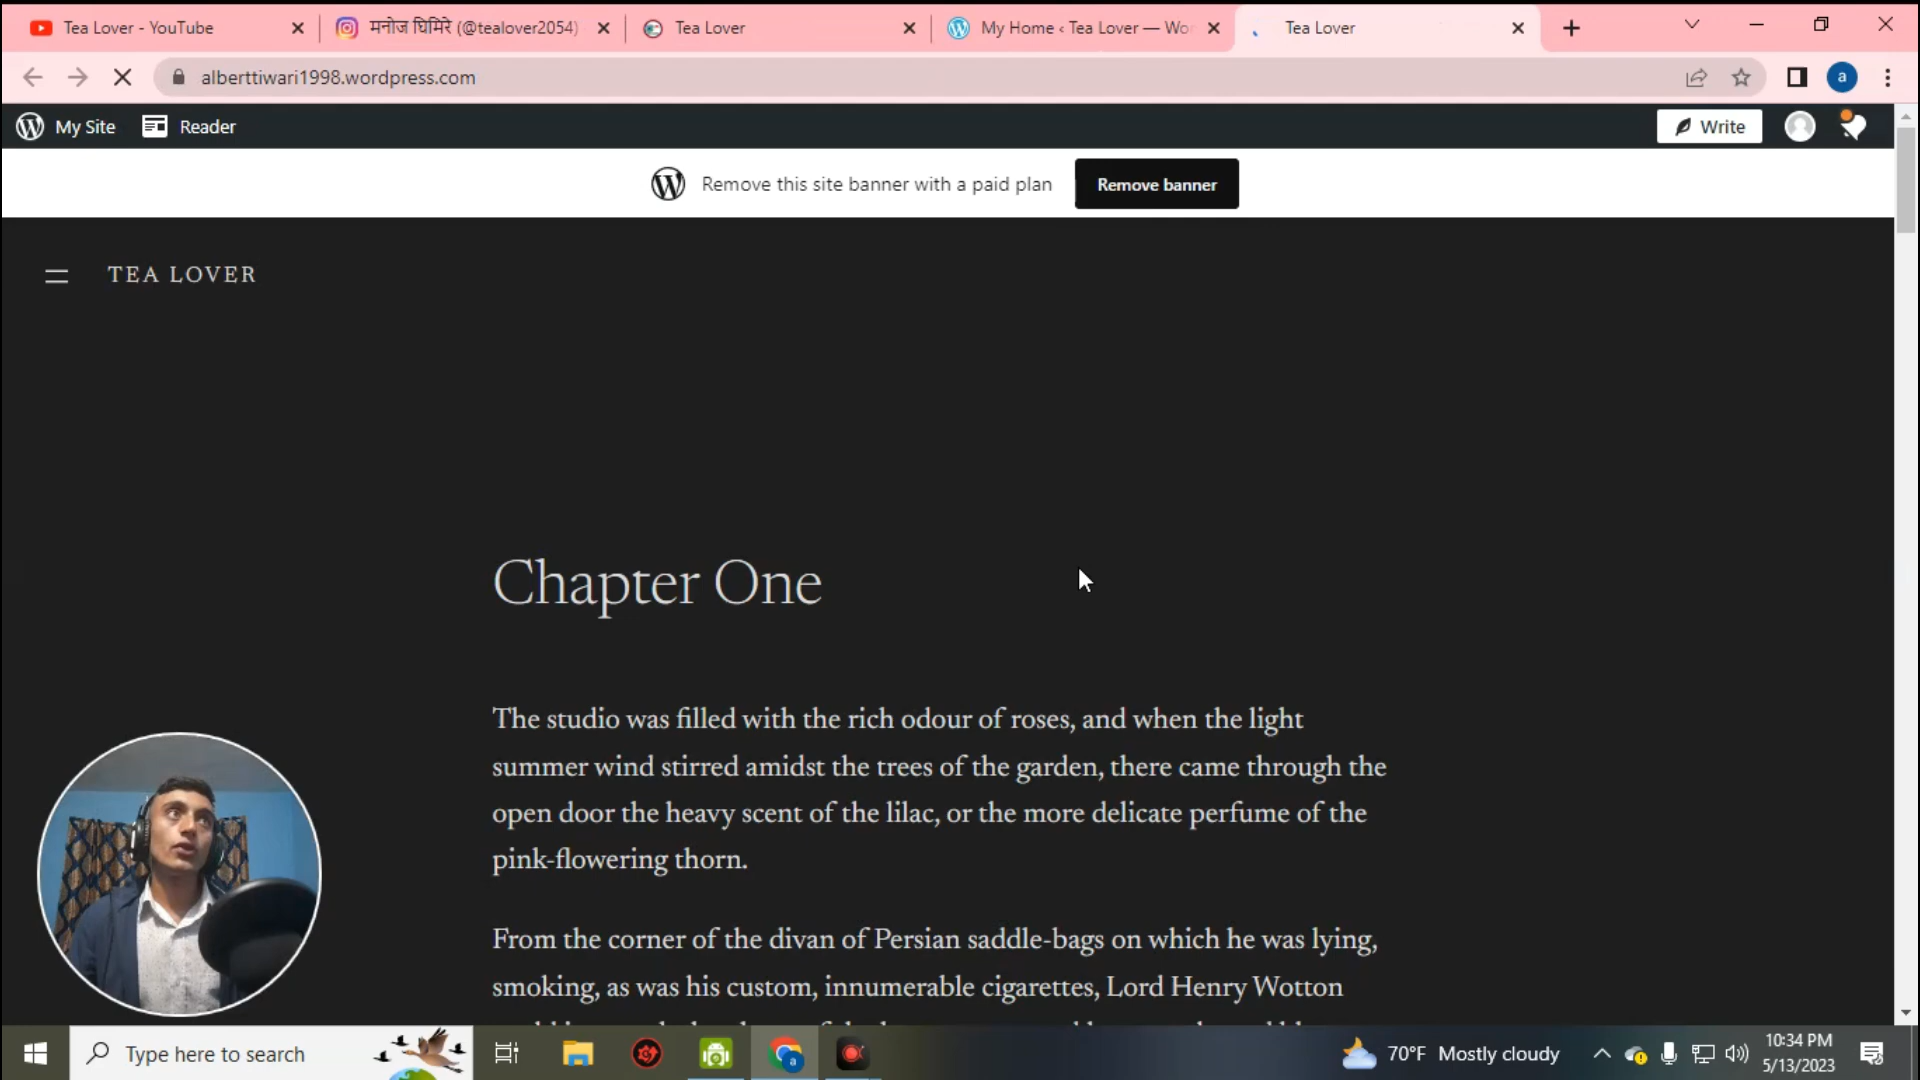 Tea Lover - YouTube
मनोज घिमिरे (@tealover2054)
Tea Lover
My Home ‹ Tea Lover — Wo
Tea Lover
alberttiwari1998.wordpress.com
a
My Site
Reader
Write
Remove this site banner with a paid plan
Remove banner
TEA LOVER
Chapter One
The studio was filled with the rich odour of roses, and when the light
summer wind stirred amidst the trees of the garden, there came through the
open door the heavy scent of the lilac, or the more delicate perfume of the
pink-flowering thorn.
From the corner of the divan of Persian saddle-bags on which he was lying,
smoking, as was his custom, innumerable cigarettes, Lord Henry Wotton
Type here to search
a
70°F Mostly cloudy
10:34 PM
5/13/2023